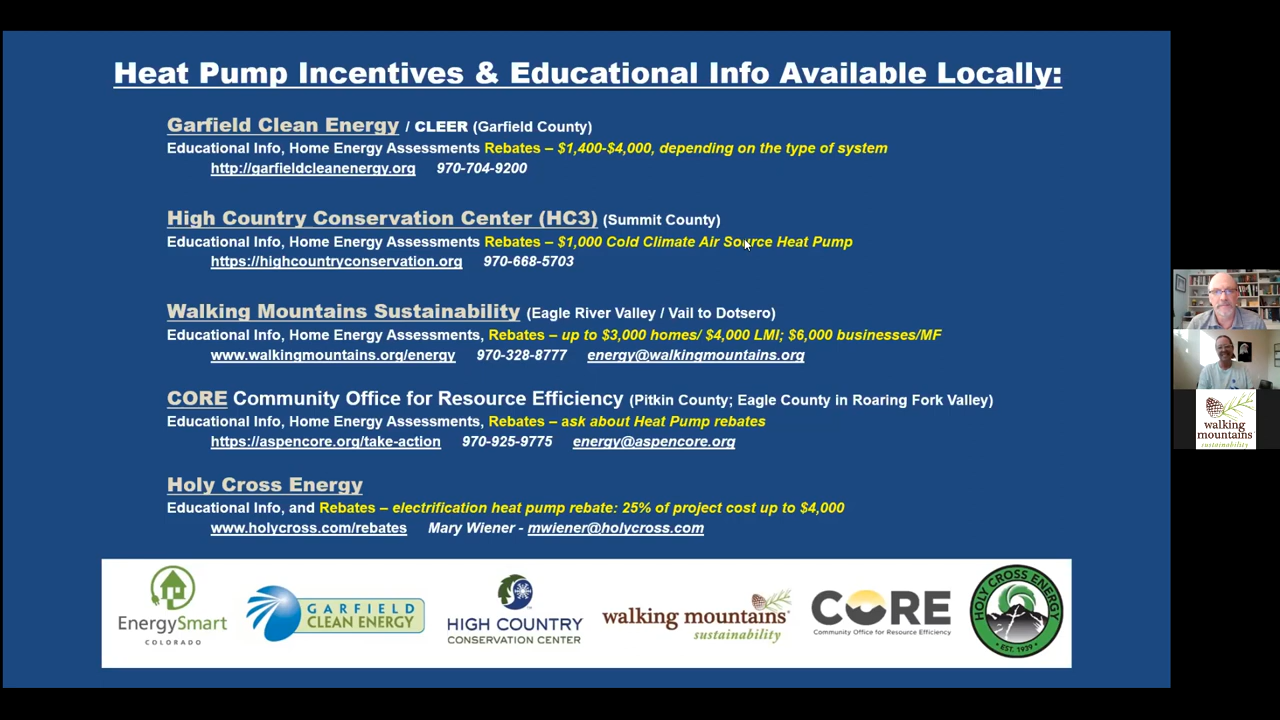 Heat Pump Incentives & Educational Info Available Locally:
Garfield Clean Energy / CLEER (Garfield County)
Educational Info, Home Energy Assessments Rebates – $1,400-$4,000, depending on the type of system
http://garfieldcleanenergy.org 970-704-9200
High Country Conservation Center (HC3) (Summit County)
Educational Info, Home Energy Assessments Rebates – $1,000 Cold Climate Air Source Heat Pump
https://highcountryconservation.org 970-668-5703
Walking Mountains Sustainability (Eagle River Valley / Vail to Dotsero)
Educational Info, Home Energy Assessments, Rebates – up to $3,000 homes/ $4,000 LMI; $6,000 businesses/MF
www.walkingmountains.org/energy 970-328-8777 energy@walkingmountains.org
CORE Community Office for Resource Efficiency (Pitkin County; Eagle County in Roaring Fork Valley)
Educational Info, Home Energy Assessments, Rebates – ask about Heat Pump rebates
https://aspencore.org/take-action 970-925-9775 energy@aspencore.org
Holy Cross Energy
Educational Info, and Rebates – electrification heat pump rebate: 25% of project cost up to $4,000
www.holycross.com/rebates Mary Wiener - mwiener@holycross.com
EnergySmart
COLORADO
GARFIELD
CLEAN ENERGY
HIGH COUNTRY
CONSERVATION CENTER
walking mountains
sustainability
CORE
Community Office for Resource Efficiency
HOLY CROSS ENERGY
EST. 1939
walking
mountains
sustainability